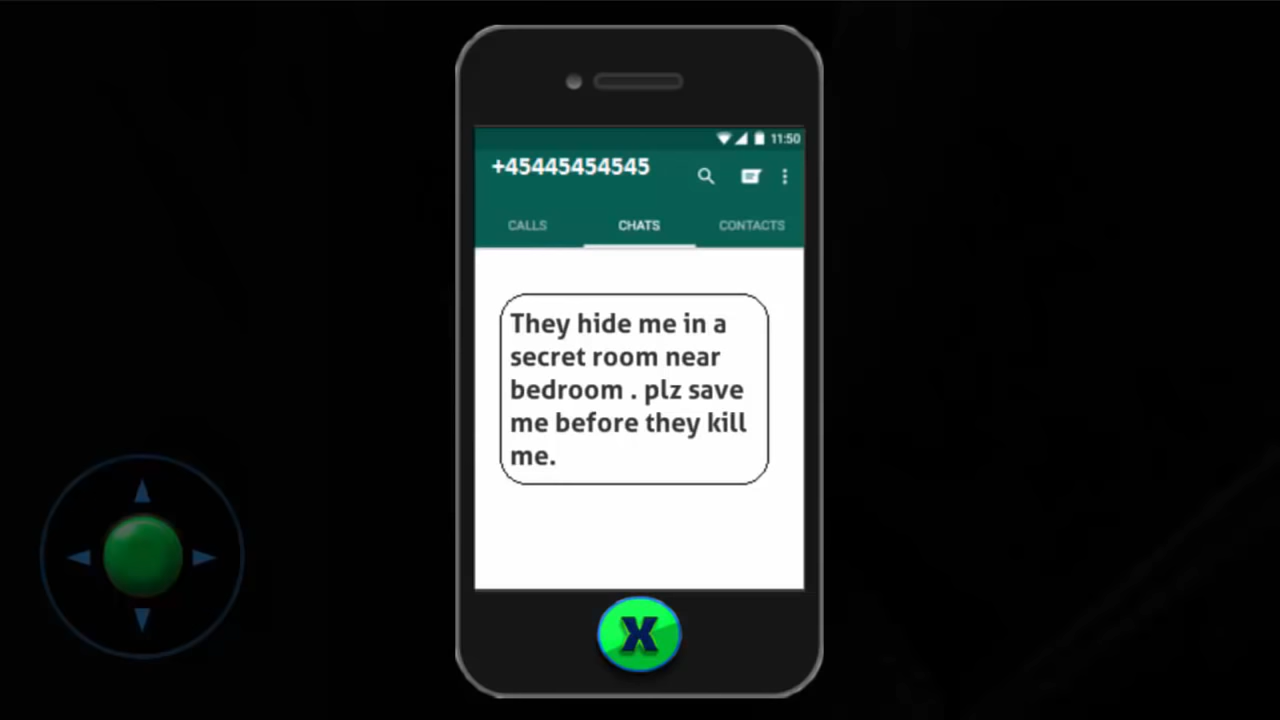 11:50
+45445454545
CALLS CHATS CONTACTS
They hide me in a
secret room near
bedroom . plz save
me before they kill
me.
X